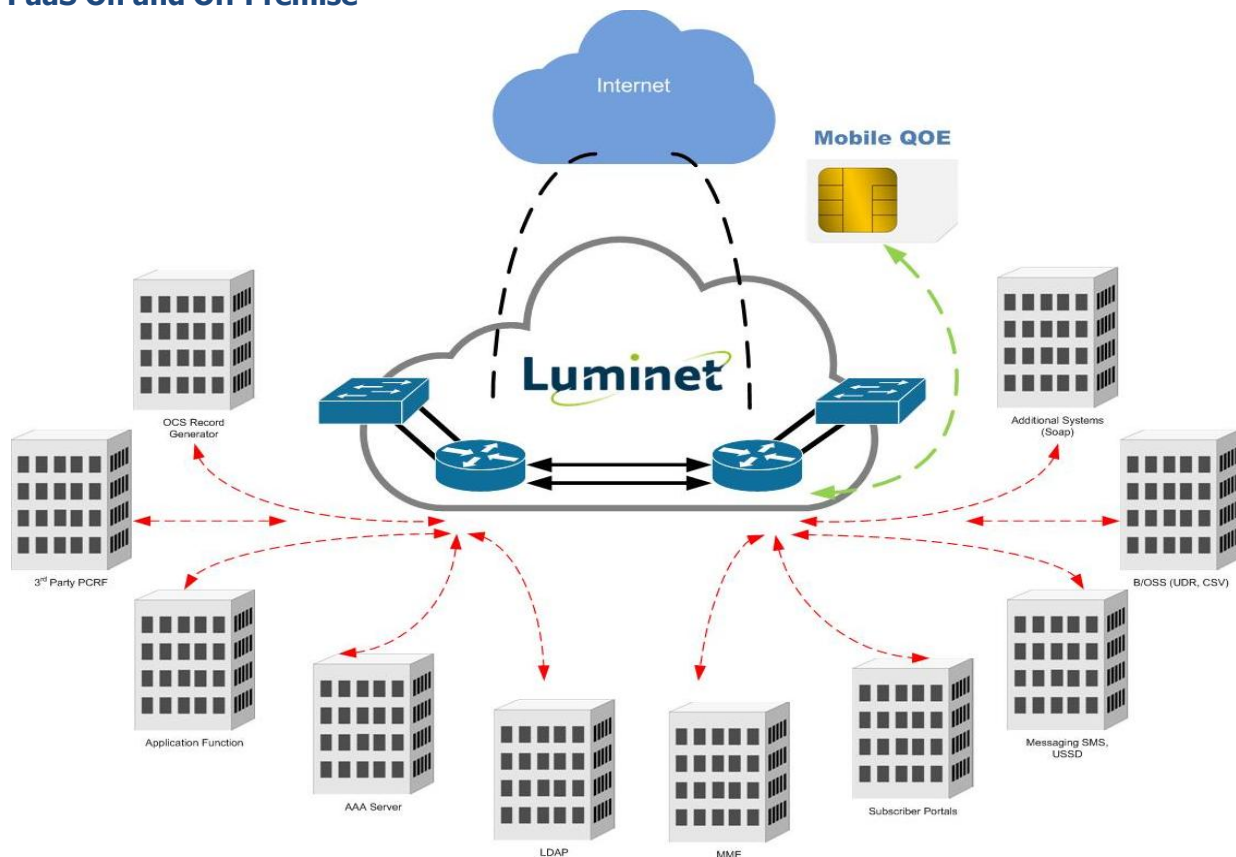 PaaS On and Off Premise
Internet
Mobile QOE
Luminet
OCS Record
Generator
Additional Systems
(Soap)
3rd Party PCRF
B/OSS (UDR, CSV)
Application Function
Messaging SMS,
USSD
AAA Server
Subscriber Portals
LDAP
MME